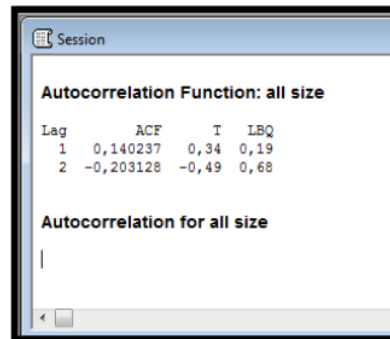 Session
Autocorrelation Function: all size
Lag ACF T LBQ
1 0,140237 0,34 0,19
2 -0,203128 -0,49 0,68
Autocorrelation for all size